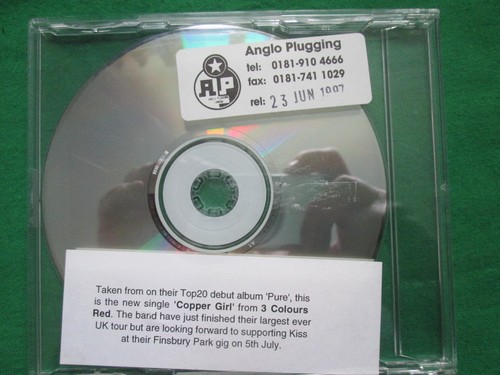 Anglo Plugging
tel: 0181-910 4666
fax: 0181-741 1029
rel: 23 JUN 1997
AP
Taken from on their Top20 debut album 'Pure', this
is the new single 'Copper Girl' from 3 Colours
Red. The band have just finished their largest ever
UK tour but are looking forward to supporting Kiss
at their Finsbury Park gig on 5th July.